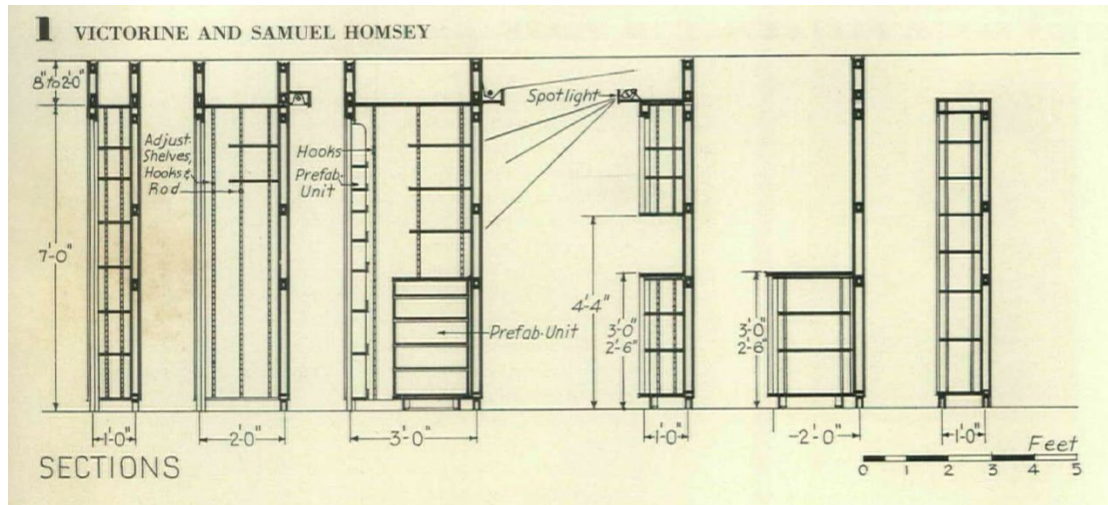 1 VICTORINE AND SAMUEL HOMSEY
8" to 2'-0"
7'-0"
Adjust.
Shelves,
Hooks &
Rod
Hooks
Prefab-
Unit
Prefab-Unit
Spotlight
4'-4"
3'-0"
2'-6"
3'-0"
2'-6"
1'-0"
2'-0"
3'-0"
1'-0"
2'-0"
1'-0"
Feet
0 1 2 3 4 5
SECTIONS